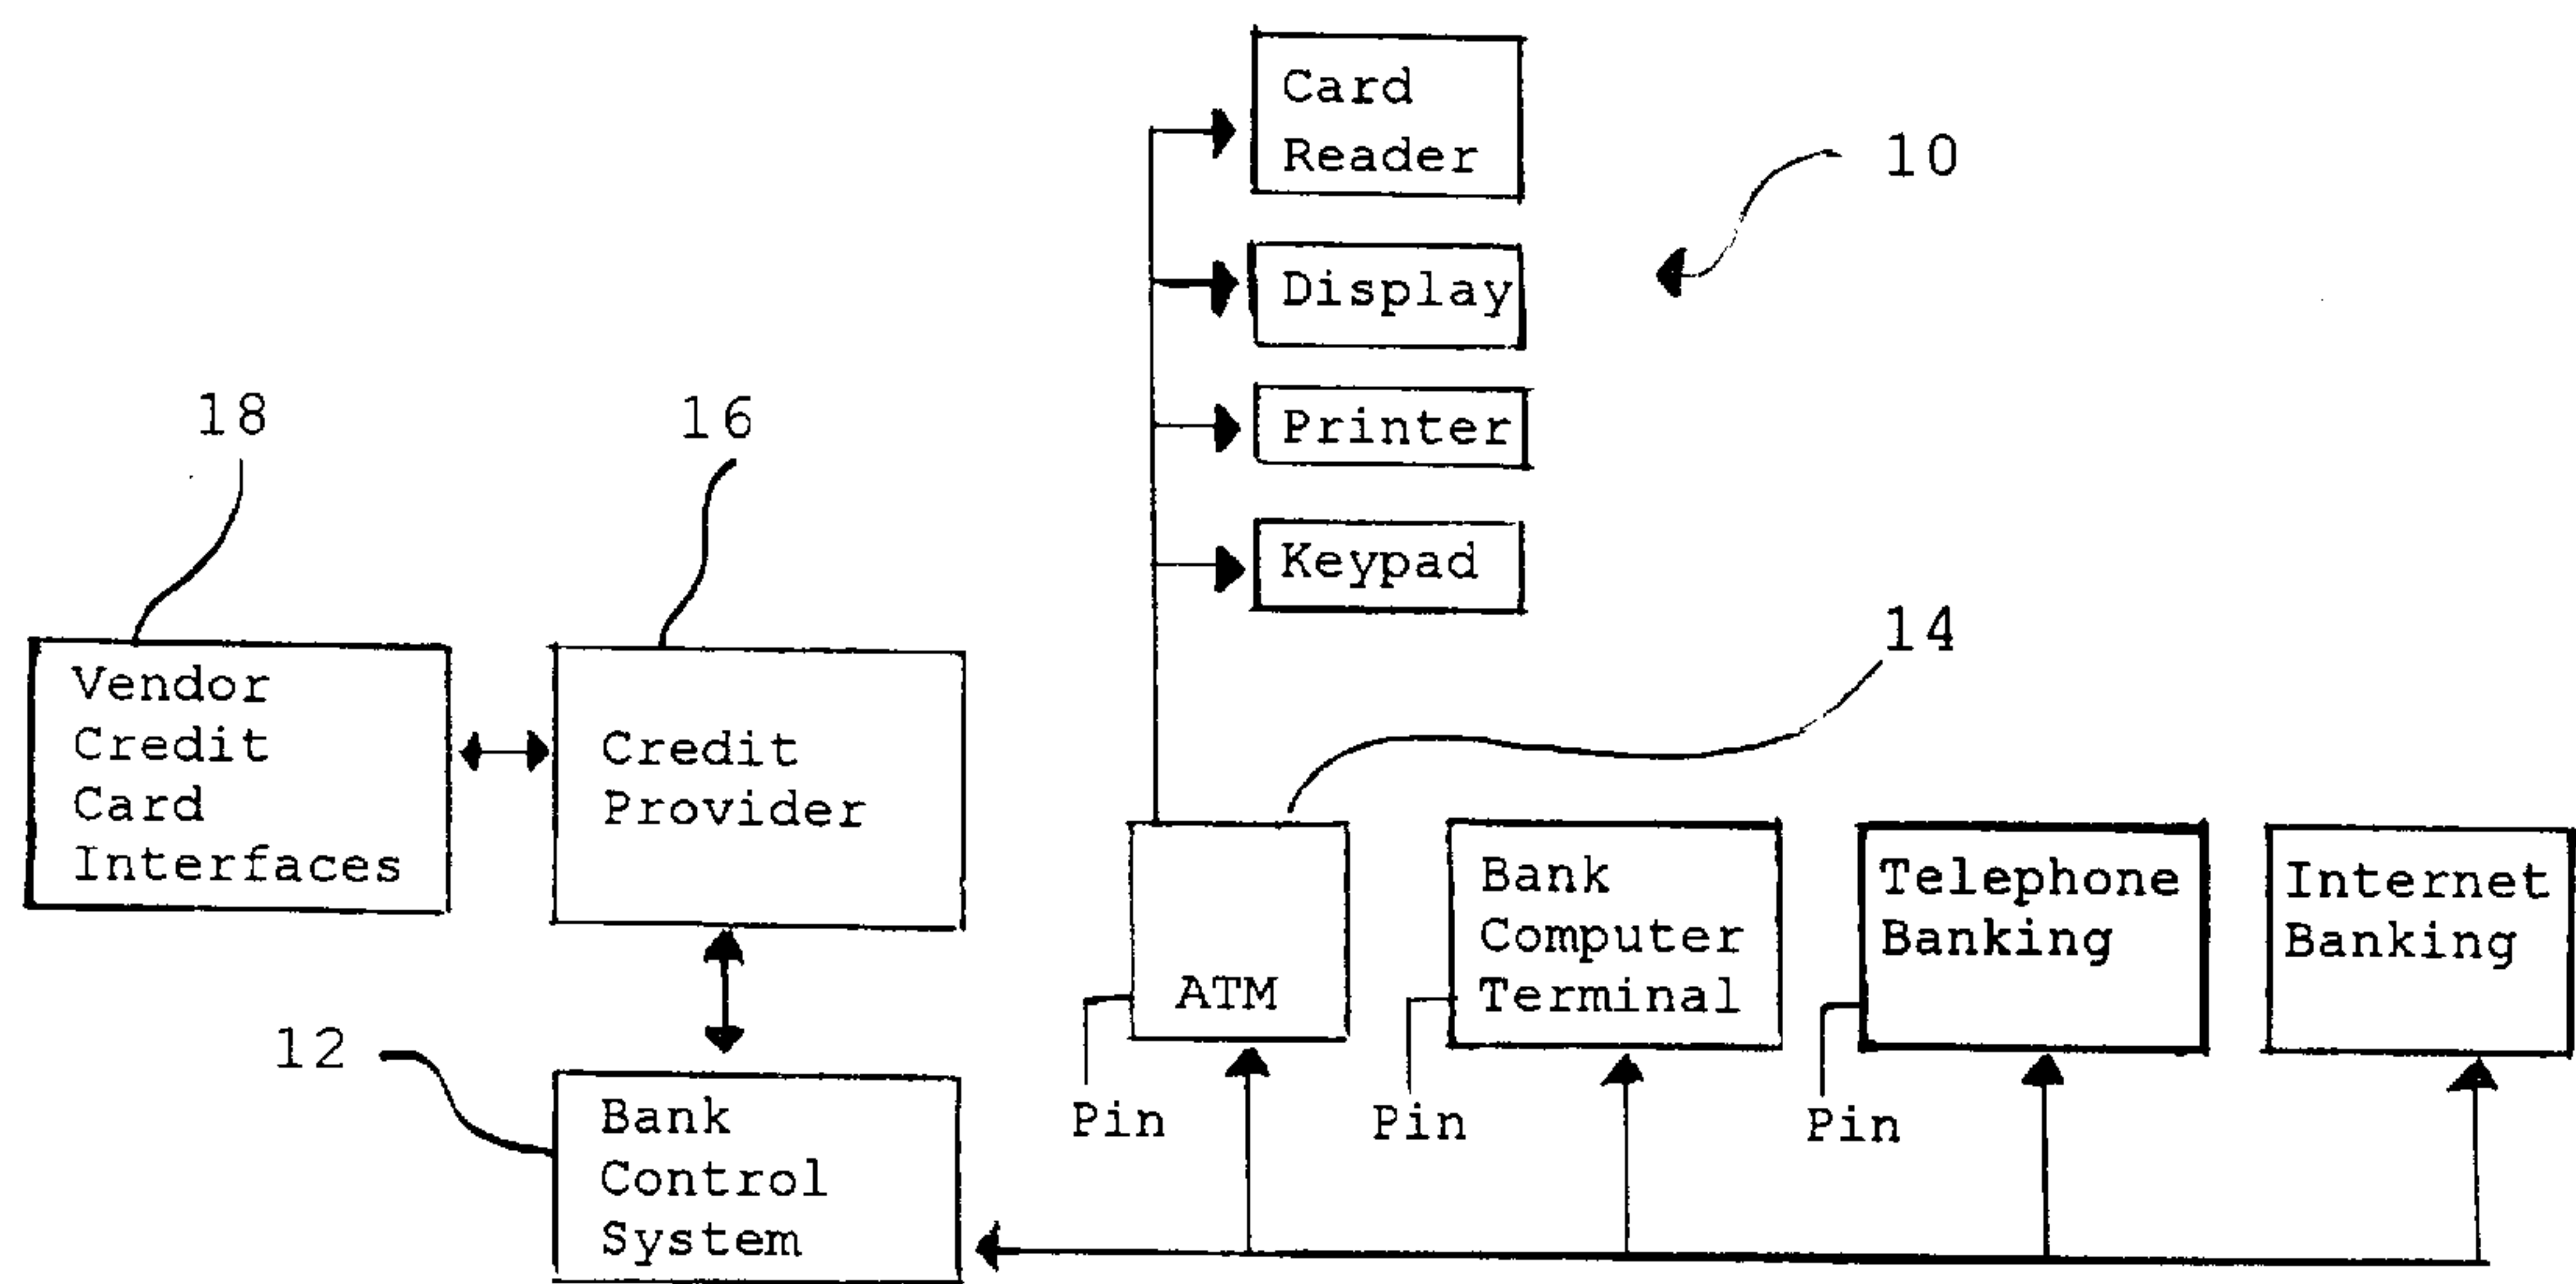 Card
Reader
10
Display
18
16
Printer
Keypad
14
Vendor
Credit
Card
Interfaces
Credit
Provider
ATM
Bank
Computer
Terminal
Telephone
Banking
Internet
Banking
12
Pin
Pin
Pin
Bank
Control
System